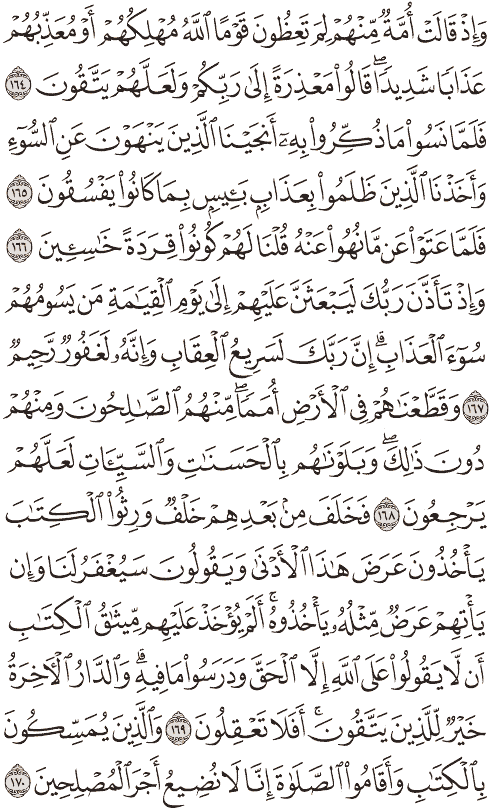 وَإِذْ قَالَتْ أُمَّةٌ مِّنْهُمْ لِمَ تَعِظُونَ قَوْمًا ٱللَّهُ مُهْلِكُهُمْ أَوْ مُعَذِّبُهُمْ
عَذَابًا شَدِيدًا ۖ قَالُوا۟ مَعْذِرَةً إِلَىٰ رَبِّكُمْ وَلَعَلَّهُمْ يَتَّقُونَ ١٦٤
فَلَمَّا نَسُوا۟ مَا ذُكِّرُوا۟ بِهِۦٓ أَنجَيْنَا ٱلَّذِينَ يَنْهَوْنَ عَنِ ٱلسُّوٓءِ
وَأَخَذْنَا ٱلَّذِينَ ظَلَمُوا۟ بِعَذَابٍۭ بَـِٔيسٍۭ بِمَا كَانُوا۟ يَفْسُقُونَ ١٦٥
فَلَمَّا عَتَوْا۟ عَن مَّا نُهُوا۟ عَنْهُ قُلْنَا لَهُمْ كُونُوا۟ قِرَدَةً خَـٰسِـِٔينَ ١٦٦
وَإِذْ تَأَذَّنَ رَبُّكَ لَيَبْعَثَنَّ عَلَيْهِمْ إِلَىٰ يَوْمِ ٱلْقِيَـٰمَةِ مَن يَسُومُهُمْ
سُوٓءَ ٱلْعَذَابِ ۗ إِنَّ رَبَّكَ لَسَرِيعُ ٱلْعِقَابِ ۖ وَإِنَّهُۥ لَغَفُورٌ رَّحِيمٌ
١٦٧ وَقَطَّعْنَـٰهُمْ فِى ٱلْأَرْضِ أُمَمًا ۖ مِّنْهُمُ ٱلصَّـٰلِحُونَ وَمِنْهُمْ
دُونَ ذَٰلِكَ ۖ وَبَلَوْنَـٰهُم بِٱلْحَسَنَـٰتِ وَٱلسَّيِّـَٔاتِ لَعَلَّهُمْ
يَرْجِعُونَ ١٦٨ فَخَلَفَ مِنۢ بَعْدِهِمْ خَلْفٌ وَرِثُوا۟ ٱلْكِتَـٰبَ
يَأْخُذُونَ عَرَضَ هَـٰذَا ٱلْأَدْنَىٰ وَيَقُولُونَ سَيُغْفَرُ لَنَا وَإِن
يَأْتِهِمْ عَرَضٌ مِّثْلُهُۥ يَأْخُذُوهُ ۚ أَلَمْ يُؤْخَذْ عَلَيْهِم مِّيثَـٰقُ ٱلْكِتَـٰبِ
أَن لَّا يَقُولُوا۟ عَلَى ٱللَّهِ إِلَّا ٱلْحَقَّ وَدَرَسُوا۟ مَا فِيهِ ۗ وَٱلدَّارُ ٱلْـَٔاخِرَةُ
خَيْرٌ لِّلَّذِينَ يَتَّقُونَ ۗ أَفَلَا تَعْقِلُونَ ١٦٩ وَٱلَّذِينَ يُمَسِّكُونَ
بِٱلْكِتَـٰبِ وَأَقَامُوا۟ ٱلصَّلَوٰةَ إِنَّا لَا نُضِيعُ أَجْرَ ٱلْمُصْلِحِينَ ١٧٠